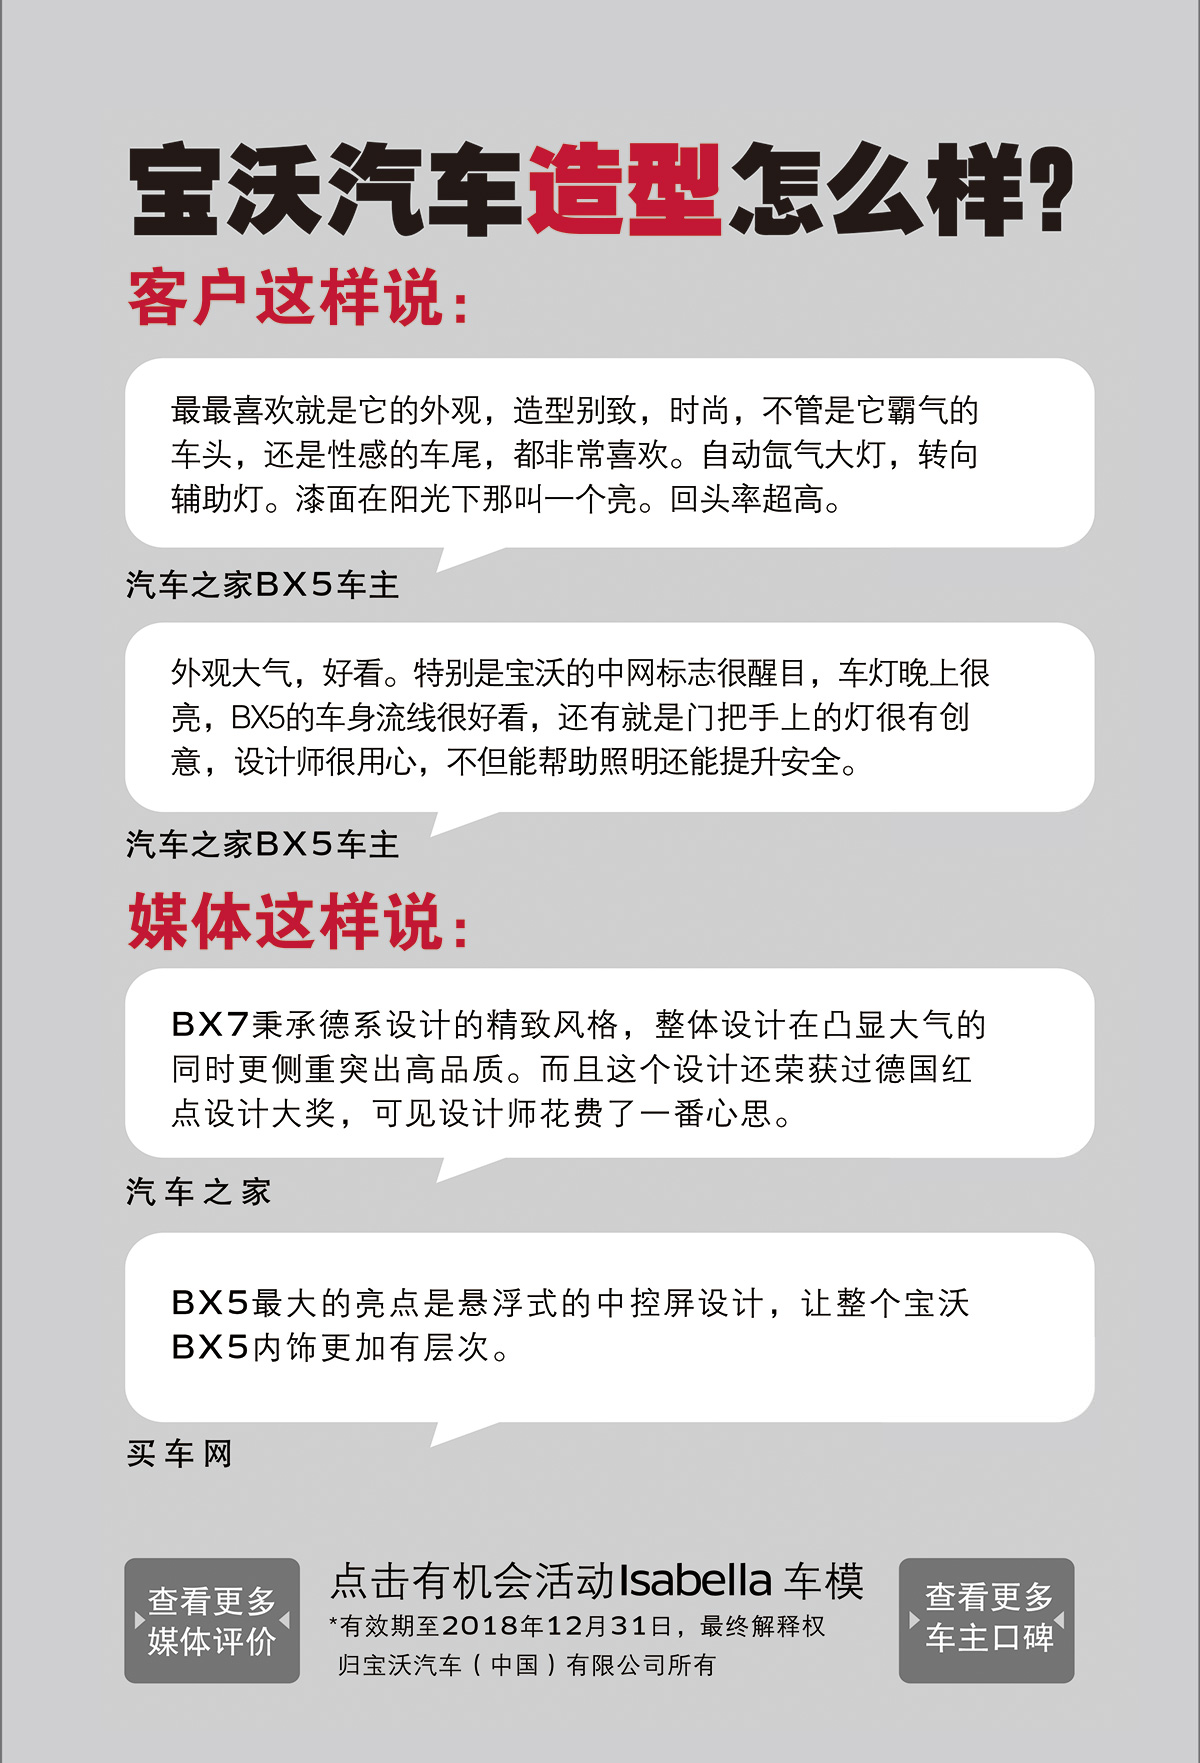 宝沃汽车造型怎么样?
客户这样说：
最最喜欢就是它的外观，造型别致，时尚，不管是它霸气的
车头，还是性感的车尾，都非常喜欢。自动氙气大灯，转向
辅助灯。漆面在阳光下那叫一个亮。回头率超高。
汽车之家BX5车主
外观大气，好看。特别是宝沃的中网标志很醒目，车灯晚上很
亮，BX5的车身流线很好看，还有就是门把手上的灯很有创
意，设计师很用心，不但能帮助照明还能提升安全。
汽车之家BX5车主
媒体这样说：
BX7秉承德系设计的精致风格，整体设计在凸显大气的
同时更侧重突出高品质。而且这个设计还荣获过德国红
点设计大奖，可见设计师花费了一番心思。
汽车之家
BX5最大的亮点是悬浮式的中控屏设计，让整个宝沃
BX5内饰更加有层次。
买车网
查看更多
媒体评价
点击有机会活动Isabella 车模
*有效期至2018年12月31日，最终解释权
归宝沃汽车（中国）有限公司所有
查看更多
车主口碑